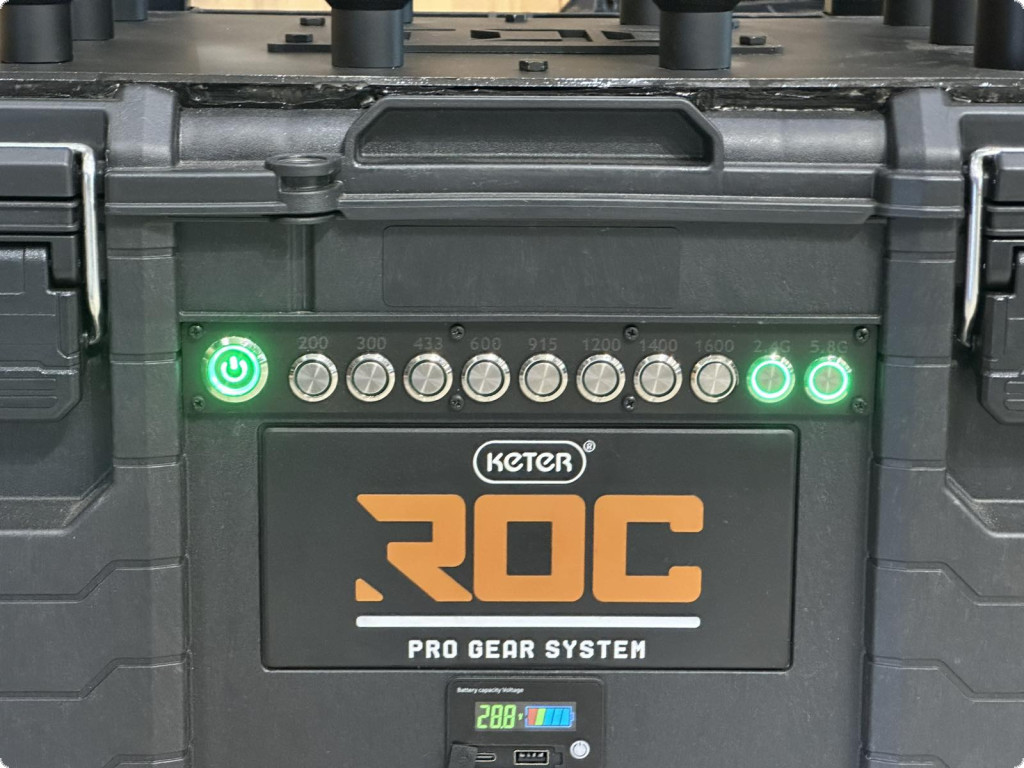 200 300 433 600 915 1200 1400 1600 2.4G 5.8G
KETER®
ROC
PRO GEAR SYSTEM
Battery capacity Voltage
28.8 V